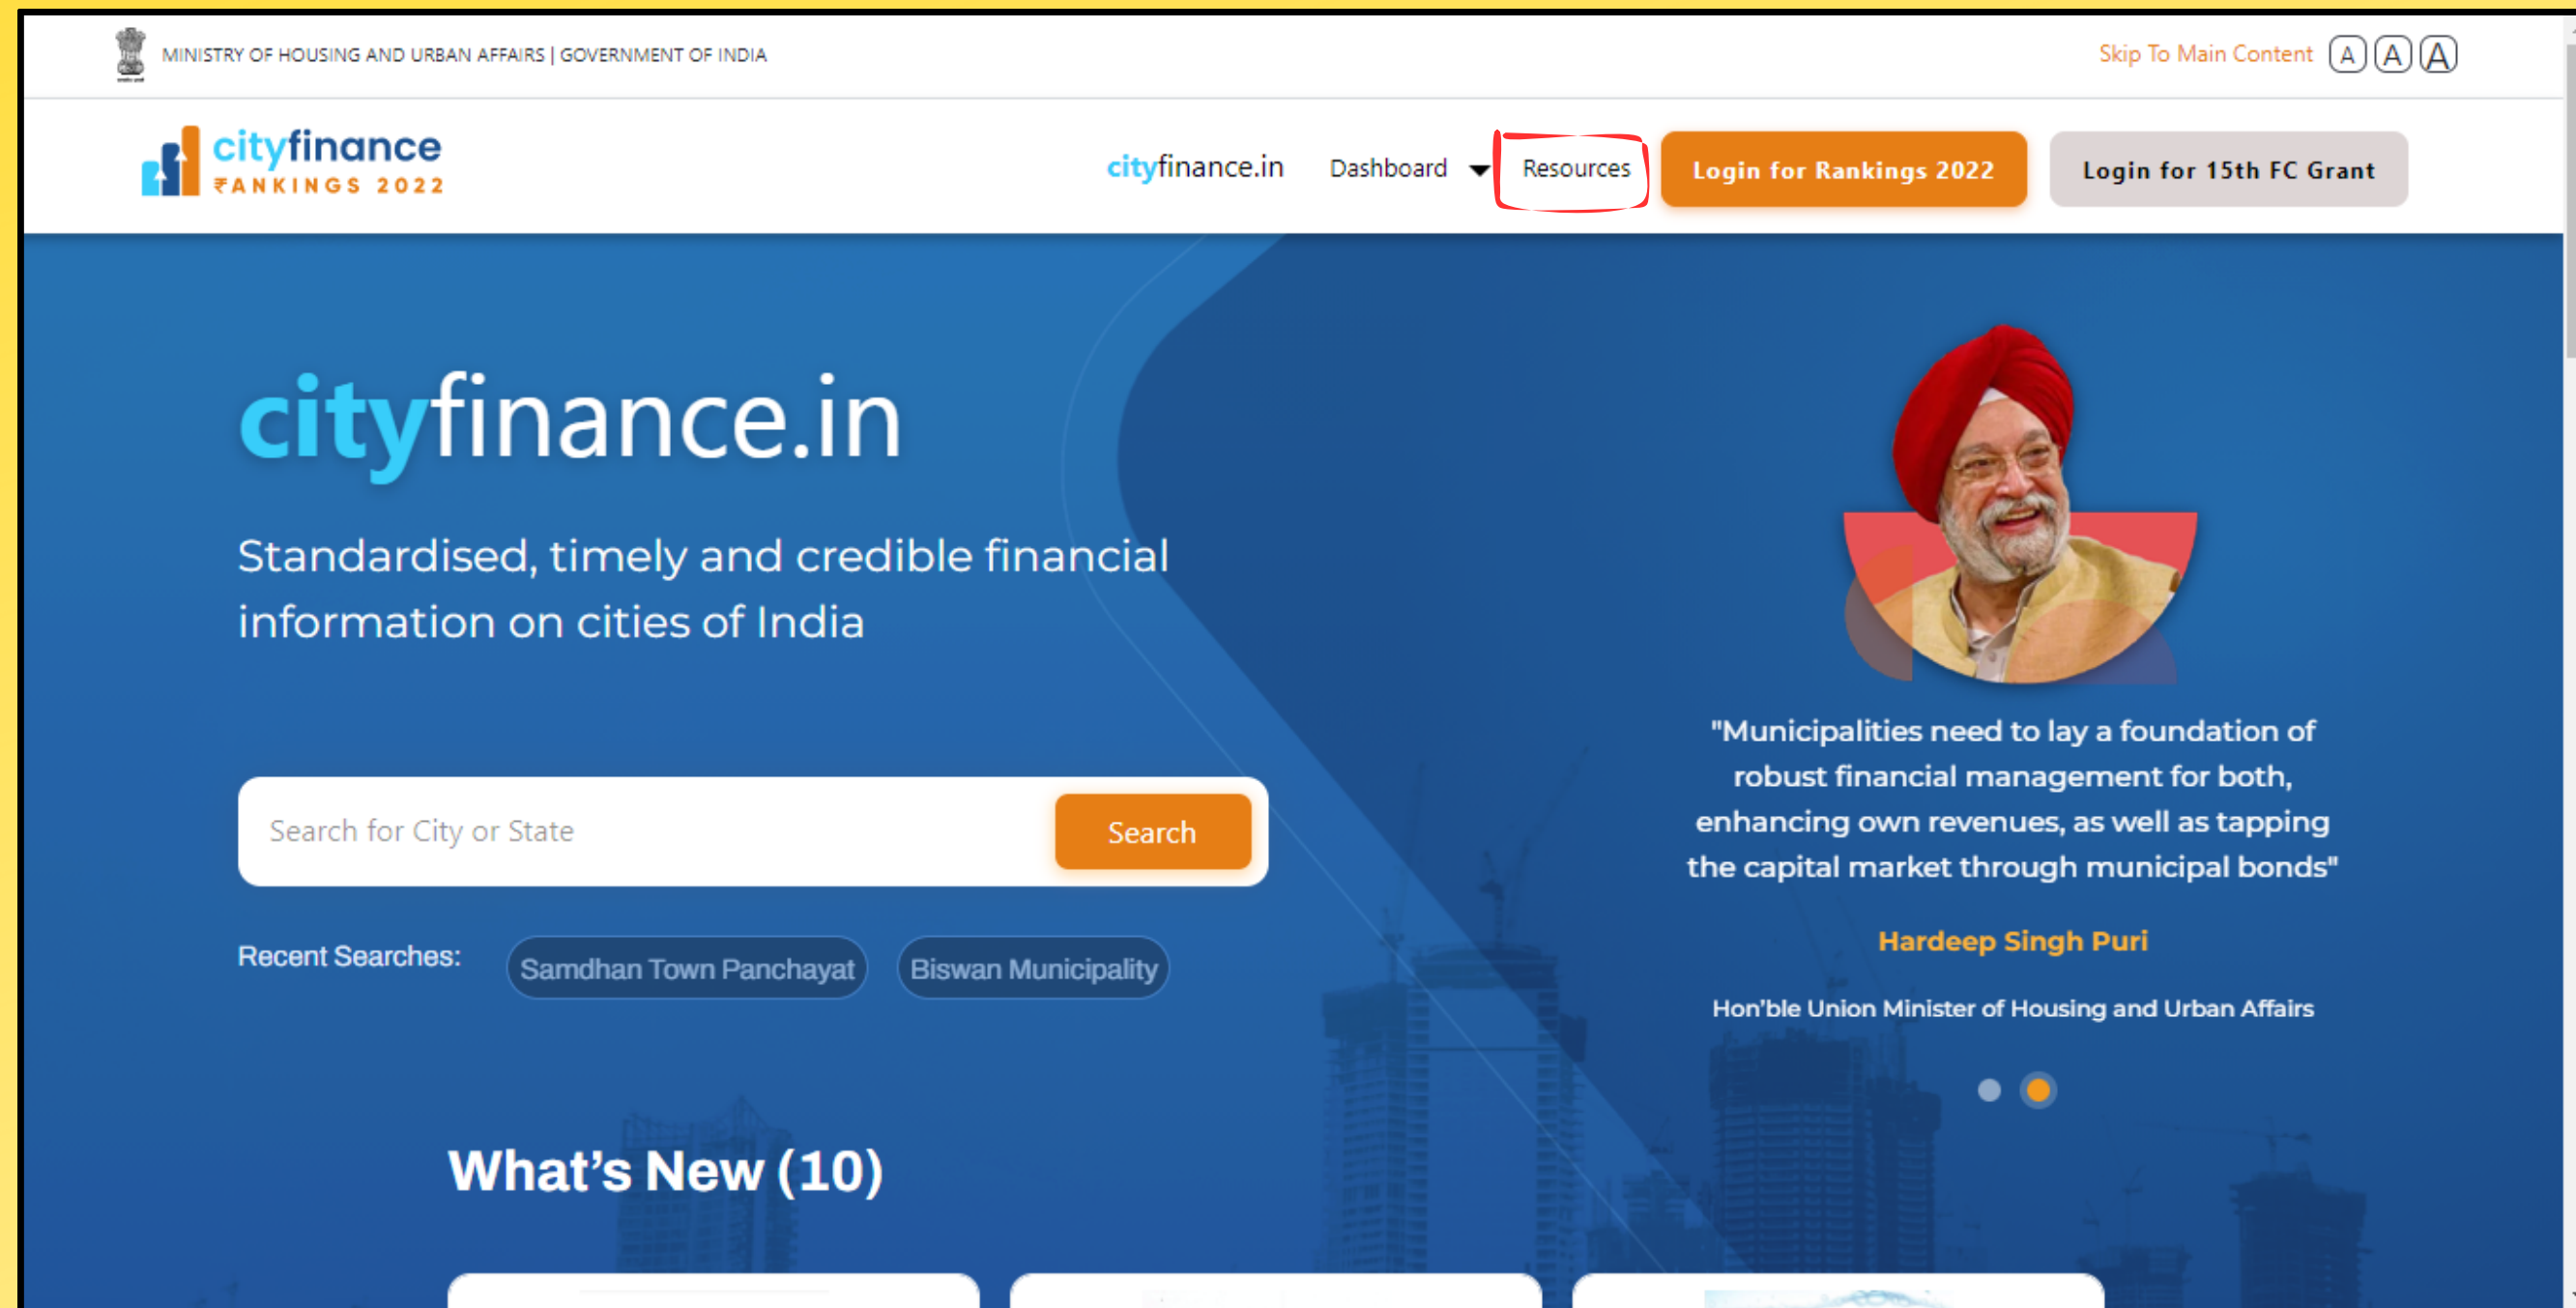 MINISTRY OF HOUSING AND URBAN AFFAIRS | GOVERNMENT OF INDIA
Skip To Main Content A A A
cityfinance
₹ANKINGS 2022
cityfinance.in Dashboard Resources Login for Rankings 2022 Login for 15th FC Grant
cityfinance.in
Standardised, timely and credible financial
information on cities of India
Search for City or State Search
Recent Searches: Samdhan Town Panchayat Biswan Municipality
"Municipalities need to lay a foundation of
robust financial management for both,
enhancing own revenues, as well as tapping
the capital market through municipal bonds"
Hardeep Singh Puri
Hon'ble Union Minister of Housing and Urban Affairs
What's New (10)